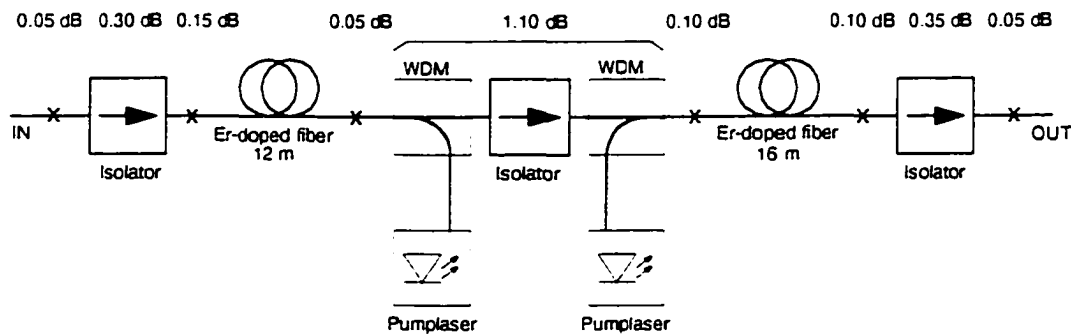 0.05 dB 0.30 dB 0.15 dB 0.05 dB 1.10 dB 0.10 dB 0.10 dB 0.35 dB 0.05 dB
WDM WDM
IN Er-doped fiber Er-doped fiber OUT
12 m 16 m
Isolator Isolator Isolator
Pumplaser Pumplaser